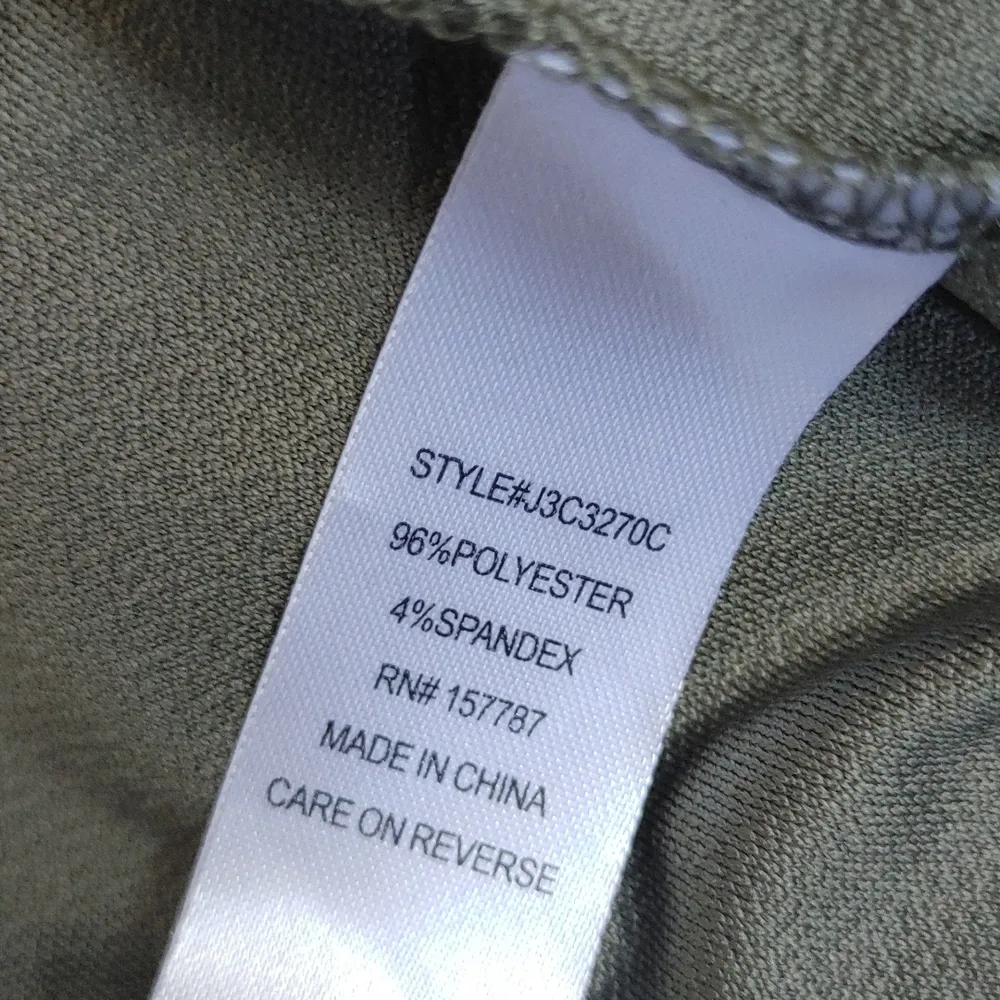 STYLE#J3C3270C
96%POLYESTER
4%SPANDEX
RN# 157787
MADE IN CHINA
CARE ON REVERSE